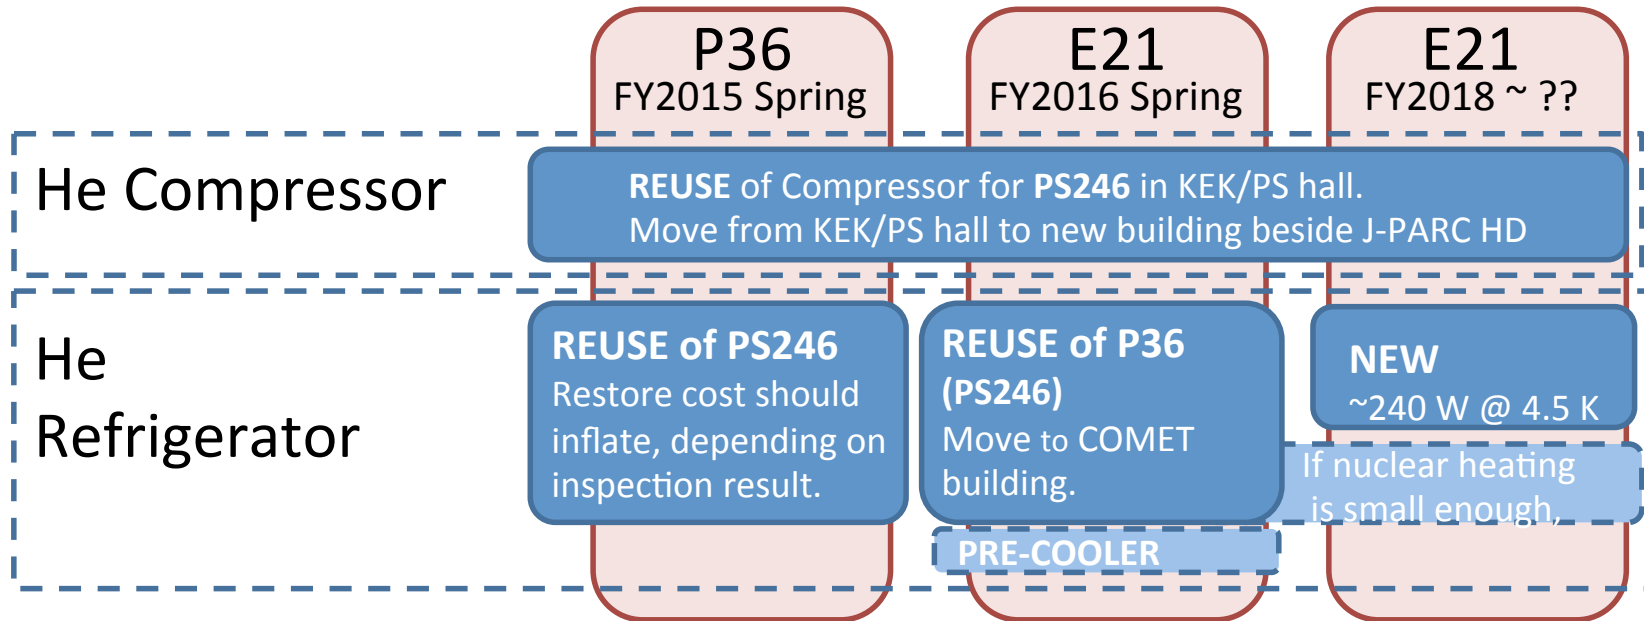 P36
FY2015 Spring
E21
FY2016 Spring
E21
FY2018 ~ ??
He Compressor
REUSE of Compressor for PS246 in KEK/PS hall.
Move from KEK/PS hall to new building beside J-PARC HD
He
Refrigerator
REUSE of PS246
Restore cost should
inflate, depending on
inspection result.
REUSE of P36
(PS246)
Move to COMET
building.
PRE-COOLER
NEW
~240 W @ 4.5 K
If nuclear heating
is small enough,